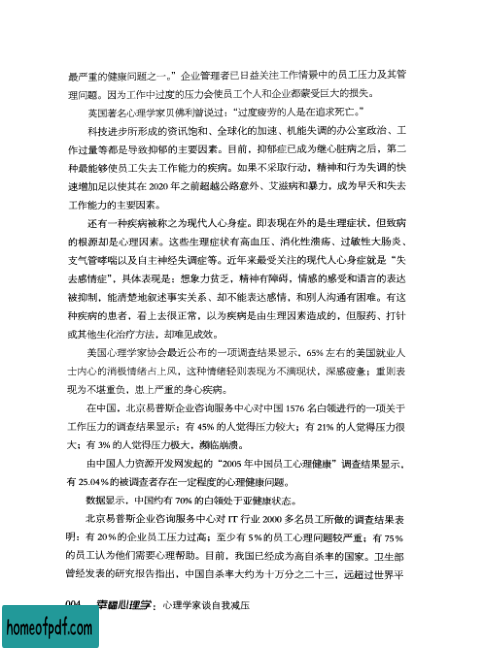 最严重的健康问题之一。”企业管理者已日益关注工作情景中的员工压力及其管
理问题。因为工作中过度的压力会使员工个人和企业都蒙受巨大的损失。
英国著名心理学家贝佛利曾说过：“过度疲劳的人是在追求死亡。”
科技进步所形成的资讯饱和、全球化的加速、机能失调的办公室政治、工
作过量等都是导致抑郁的主要因素。目前，抑郁症已成为继心脏病之后，第二
种最能够使员工失去工作能力的疾病。如果不采取行动，精神和行为失调的快
速增加足以使其在 2020 年之前超越公路意外、艾滋病和暴力，成为早夭和失去
工作能力的主要因素。
还有一种疾病被称之为现代人心身症。即表现在外的是生理症状，但致病
的根源却是心理因素。这些生理症状有高血压、消化性溃疡、过敏性大肠炎、
支气管哮喘以及自主神经失调症等。近年来最受关注的现代人心身症就是“失
去感情症”，具体表现是：想象力贫乏，精神有障碍，情感的感受和语言的表达
被抑制，能清楚地叙述事实关系、却不能表达感情，和别人沟通有困难。有这
种疾病的患者，看上去很正常，以为疾病是由生理因素造成的，但服药、打针
或其他生化治疗方法，却难见成效。
美国心理学家协会最近公布的一项调查结果显示，65% 左右的美国就业人
士内心的消极情绪占上风，这种情绪轻则表现为不满现状，深感疲惫；重则表
现为不堪重负，患上严重的身心疾病。
在中国，北京易普斯企业咨询服务中心对中国 1576 名白领进行的一项关于
工作压力的调查结果显示：有 45% 的人觉得压力较大；有 21% 的人觉得压力很
大；有 3% 的人觉得压力极大，濒临崩溃。
由中国人力资源开发网发起的“2005 年中国员工心理健康”调查结果显示，
有 25.04% 的被调查者存在一定程度的心理健康问题。
数据显示，中国约有 70% 的白领处于亚健康状态。
北京易普斯企业咨询服务中心对 IT 行业 2000 多名员工所做的调查结果表
明：有 20% 的企业员工压力过高；至少有 5% 的员工心理问题较严重；有 75%
的员工认为他们需要心理帮助。目前，我国已经成为高自杀率的国家。卫生部
曾经发表的研究报告指出，中国自杀率大约为十万分之二十三，远超过世界平
004 幸福心理学：心理学家谈自我减压
homeofpdf.com